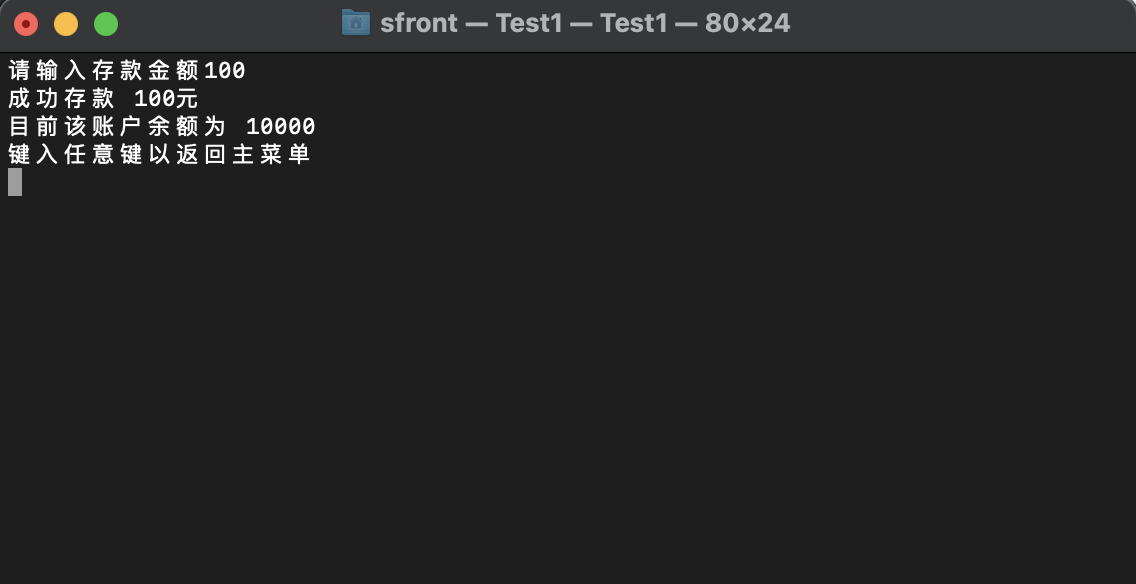 sfront — Test1 — Test1 — 80×24
请输入存款金额100
成功存款 100元
目前该账户余额为 10000
键入任意键以返回主菜单